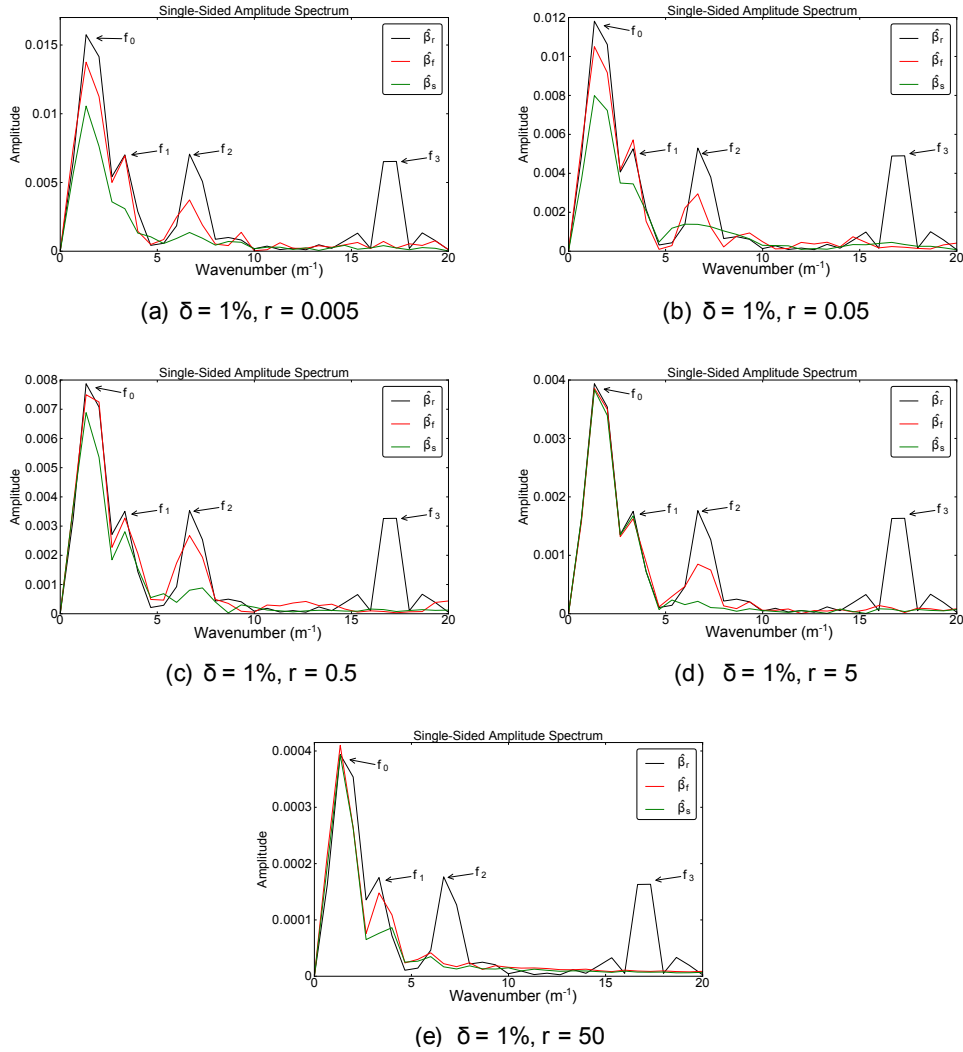 Single-Sided Amplitude Spectrum
Amplitude
0.015
0.010
0.005
0
0 5 10 15 20
Wavenumber (m⁻¹)
f₀
f₁
f₂
f₃
β̂ᵣ
β̂f
β̂ₛ
(a) δ = 1%, r = 0.005
Single-Sided Amplitude Spectrum
Amplitude
0.012
0.010
0.008
0.006
0.004
0.002
0
0 5 10 15 20
Wavenumber (m⁻¹)
f₀
f₁
f₂
f₃
β̂ᵣ
β̂f
β̂ₛ
(b) δ = 1%, r = 0.05
Single-Sided Amplitude Spectrum
Amplitude
0.008
0.007
0.006
0.005
0.004
0.003
0.002
0.001
0
0 5 10 15 20
Wavenumber (m⁻¹)
f₀
f₁
f₂
f₃
β̂ᵣ
β̂f
β̂ₛ
(c) δ = 1%, r = 0.5
Single-Sided Amplitude Spectrum
Amplitude
0.004
0.003
0.002
0.001
0
0 5 10 15 20
Wavenumber (m⁻¹)
f₀
f₁
f₂
f₃
β̂ᵣ
β̂f
β̂ₛ
(d) δ = 1%, r = 5
Single-Sided Amplitude Spectrum
Amplitude
0.0004
0.0003
0.0002
0.0001
0
0 5 10 15 20
Wavenumber (m⁻¹)
f₀
f₁
f₂
f₃
β̂ᵣ
β̂f
β̂ₛ
(e) δ = 1%, r = 50